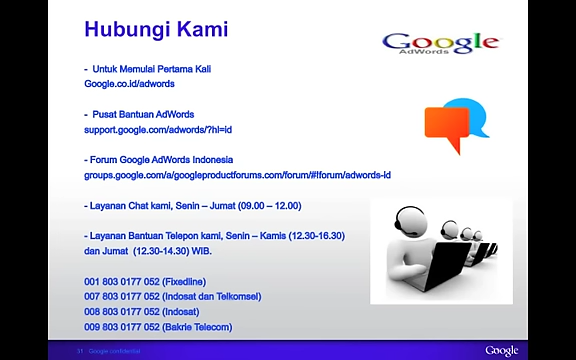 Hubungi Kami
Google
AdWords
- Untuk Memulai Pertama Kali
Google.co.id/adwords
- Pusat Bantuan AdWords
support.google.com/adwords/?hl=id
- Forum Google AdWords Indonesia
groups.google.com/a/googleproductforums.com/forum/#!forum/adwords-id
- Layanan Chat kami, Senin – Jumat (09.00 – 12.00)
- Layanan Bantuan Telepon kami, Senin – Kamis (12.30-16.30)
dan Jumat (12.30-14.30) WIB.
001 803 0177 052 (Fixedline)
007 803 0177 052 (Indosat dan Telkomsel)
008 803 0177 052 (Indosat)
009 803 0177 052 (Bakrie Telecom)
31 Google confidential
Google